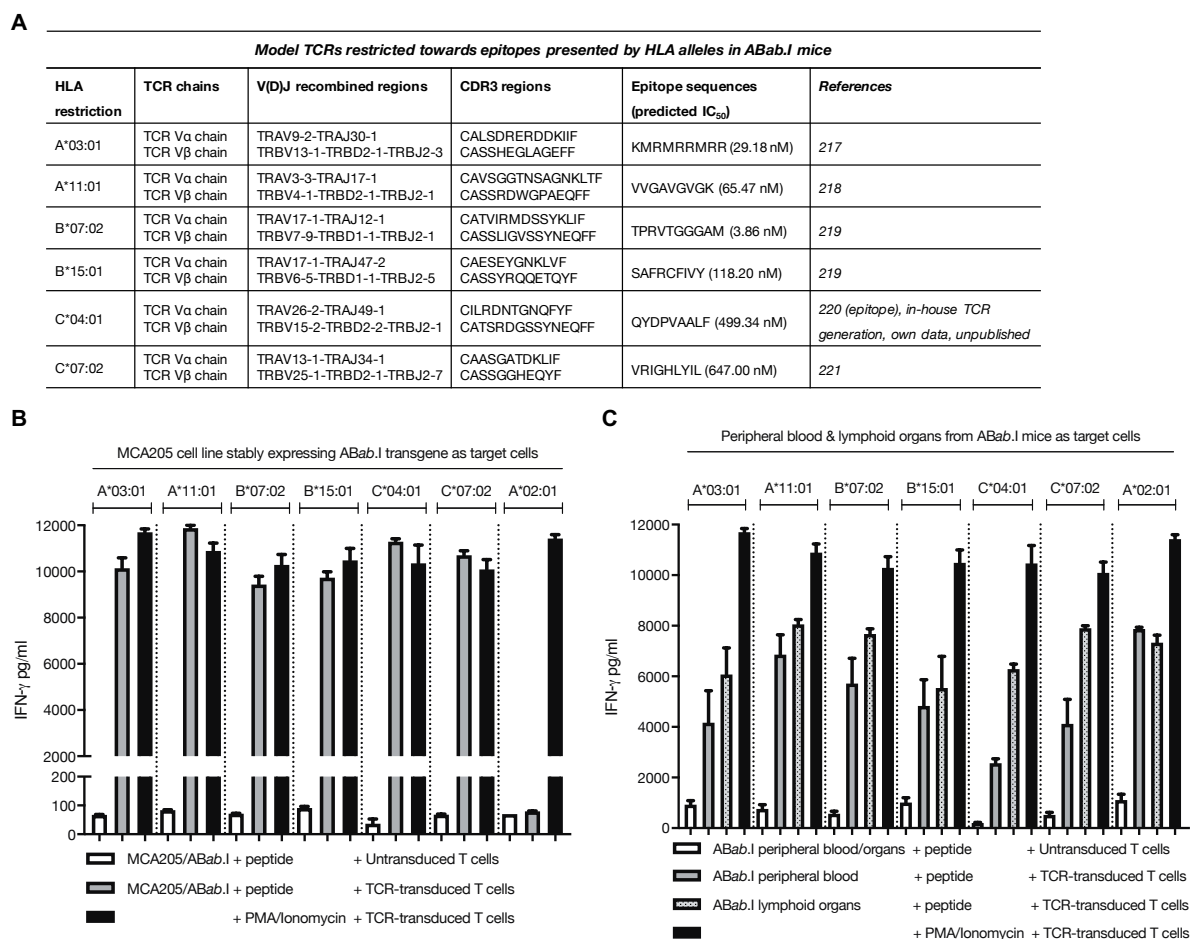 A
Model TCRs restricted towards epitopes presented by HLA alleles in ABab.I mice
HLA restriction TCR chains V(D)J recombined regions CDR3 regions Epitope sequences (predicted IC50) References
A*03:01 TCR Vα chain TRAV9-2-TRAJ30-1 CALSDRERDDKIIF KMRMRRMRR (29.18 nM) 217
TCR Vβ chain TRBV13-1-TRBD2-1-TRBJ2-3 CASSHEGLAGEFF
A*11:01 TCR Vα chain TRAV3-3-TRAJ17-1 CAVSGGTNSAGNKLTF VVGAVGVGK (65.47 nM) 218
TCR Vβ chain TRBV4-1-TRBD2-1-TRBJ2-1 CASSRDWGPAEQFF
B*07:02 TCR Vα chain TRAV17-1-TRAJ12-1 CATVIRMDSSYKLIF TPRVTGGGAM (3.86 nM) 219
TCR Vβ chain TRBV7-9-TRBD1-1-TRBJ2-1 CASSLIGVSSYNEQFF
B*15:01 TCR Vα chain TRAV17-1-TRAJ47-2 CAESEYGNKLVF SAFRCFIVY (118.20 nM) 219
TCR Vβ chain TRBV6-5-TRBD1-1-TRBJ2-5 CASSYRQQETQYF
C*04:01 TCR Vα chain TRAV26-2-TRAJ49-1 CILRDNTGNQFYF QYDPVAALF (499.34 nM) 220 (epitope), in-house TCR
TCR Vβ chain TRBV15-2-TRBD2-2-TRBJ2-1 CATSRDGSSYNEQFF generation, own data, unpublished
C*07:02 TCR Vα chain TRAV13-1-TRAJ34-1 CAASGATDKLIF VRIGHLYIL (647.00 nM) 221
TCR Vβ chain TRBV25-1-TRBD2-1-TRBJ2-7 CASSGGHEQYF
B
MCA205 cell line stably expressing ABab.I transgene as target cells
A*03:01 A*11:01 B*07:02 B*15:01 C*04:01 C*07:02 A*02:01
IFN-γ pg/ml
12000
10000
8000
6000
4000
2000
200
100
0
MCA205/ABab.I + peptide + Untransduced T cells
MCA205/ABab.I + peptide + TCR-transduced T cells
+ PMA/Ionomycin + TCR-transduced T cells
C
Peripheral blood & lymphoid organs from ABab.I mice as target cells
A*03:01 A*11:01 B*07:02 B*15:01 C*04:01 C*07:02 A*02:01
IFN-γ pg/ml
12000
10000
8000
6000
4000
2000
0
ABab.I peripheral blood/organs + peptide + Untransduced T cells
ABab.I peripheral blood + peptide + TCR-transduced T cells
ABab.I lymphoid organs + peptide + TCR-transduced T cells
+ PMA/Ionomycin + TCR-transduced T cells